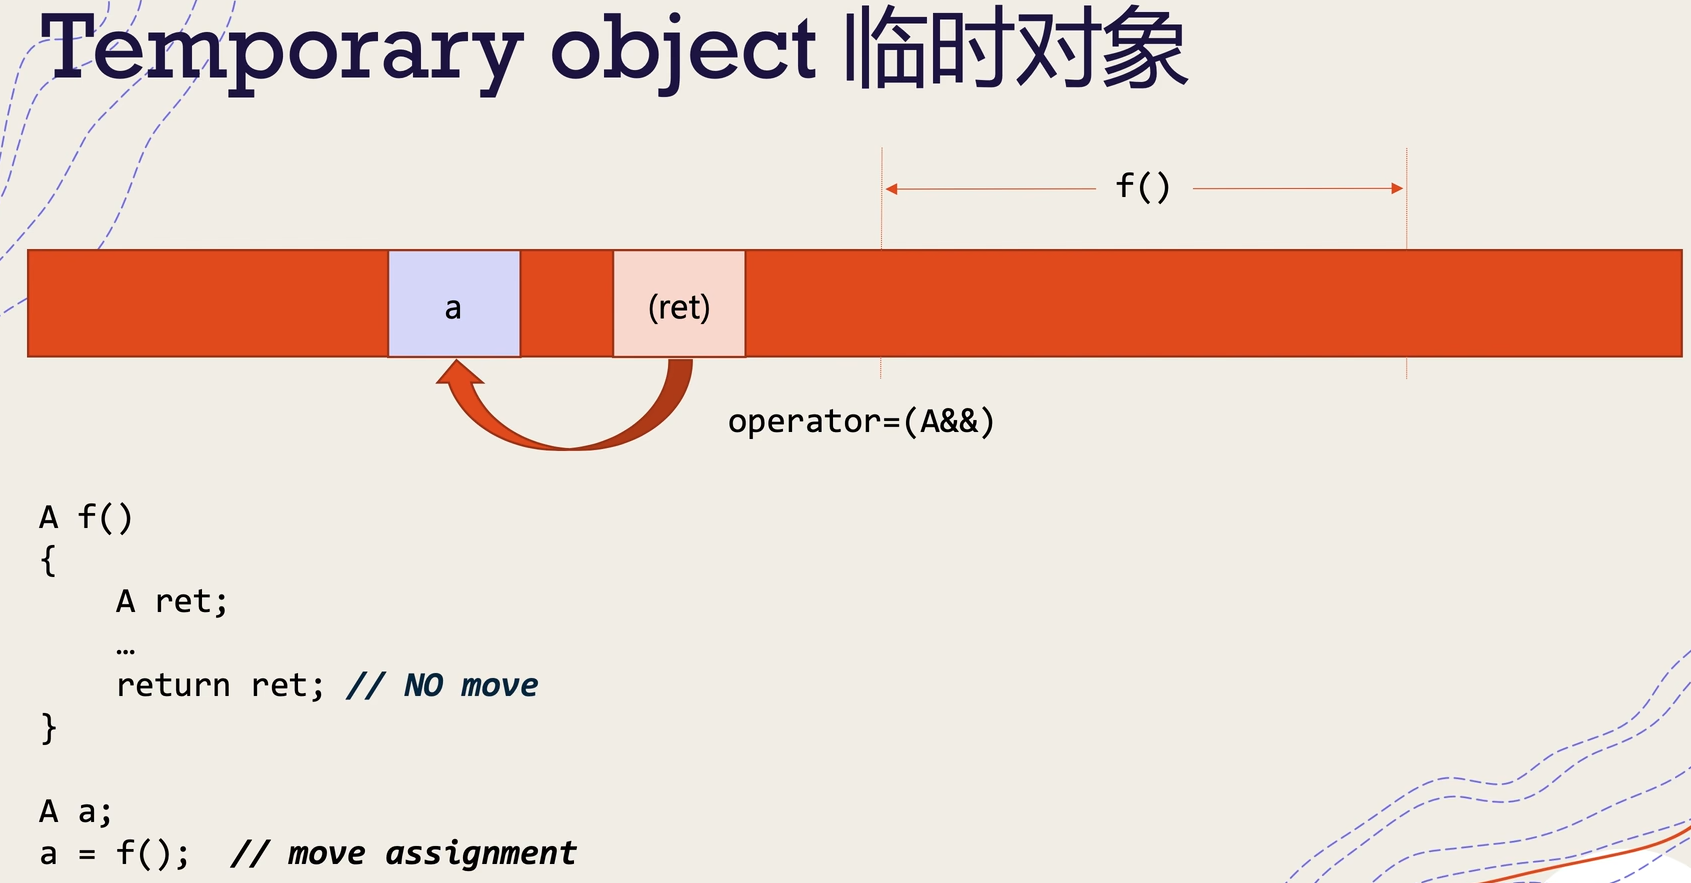 Temporary object 临时对象
f()
a
(ret)
operator=(A&&)
A f()
{
    A ret;
    …
    return ret; // NO move
}
A a;
a = f();  // move assignment